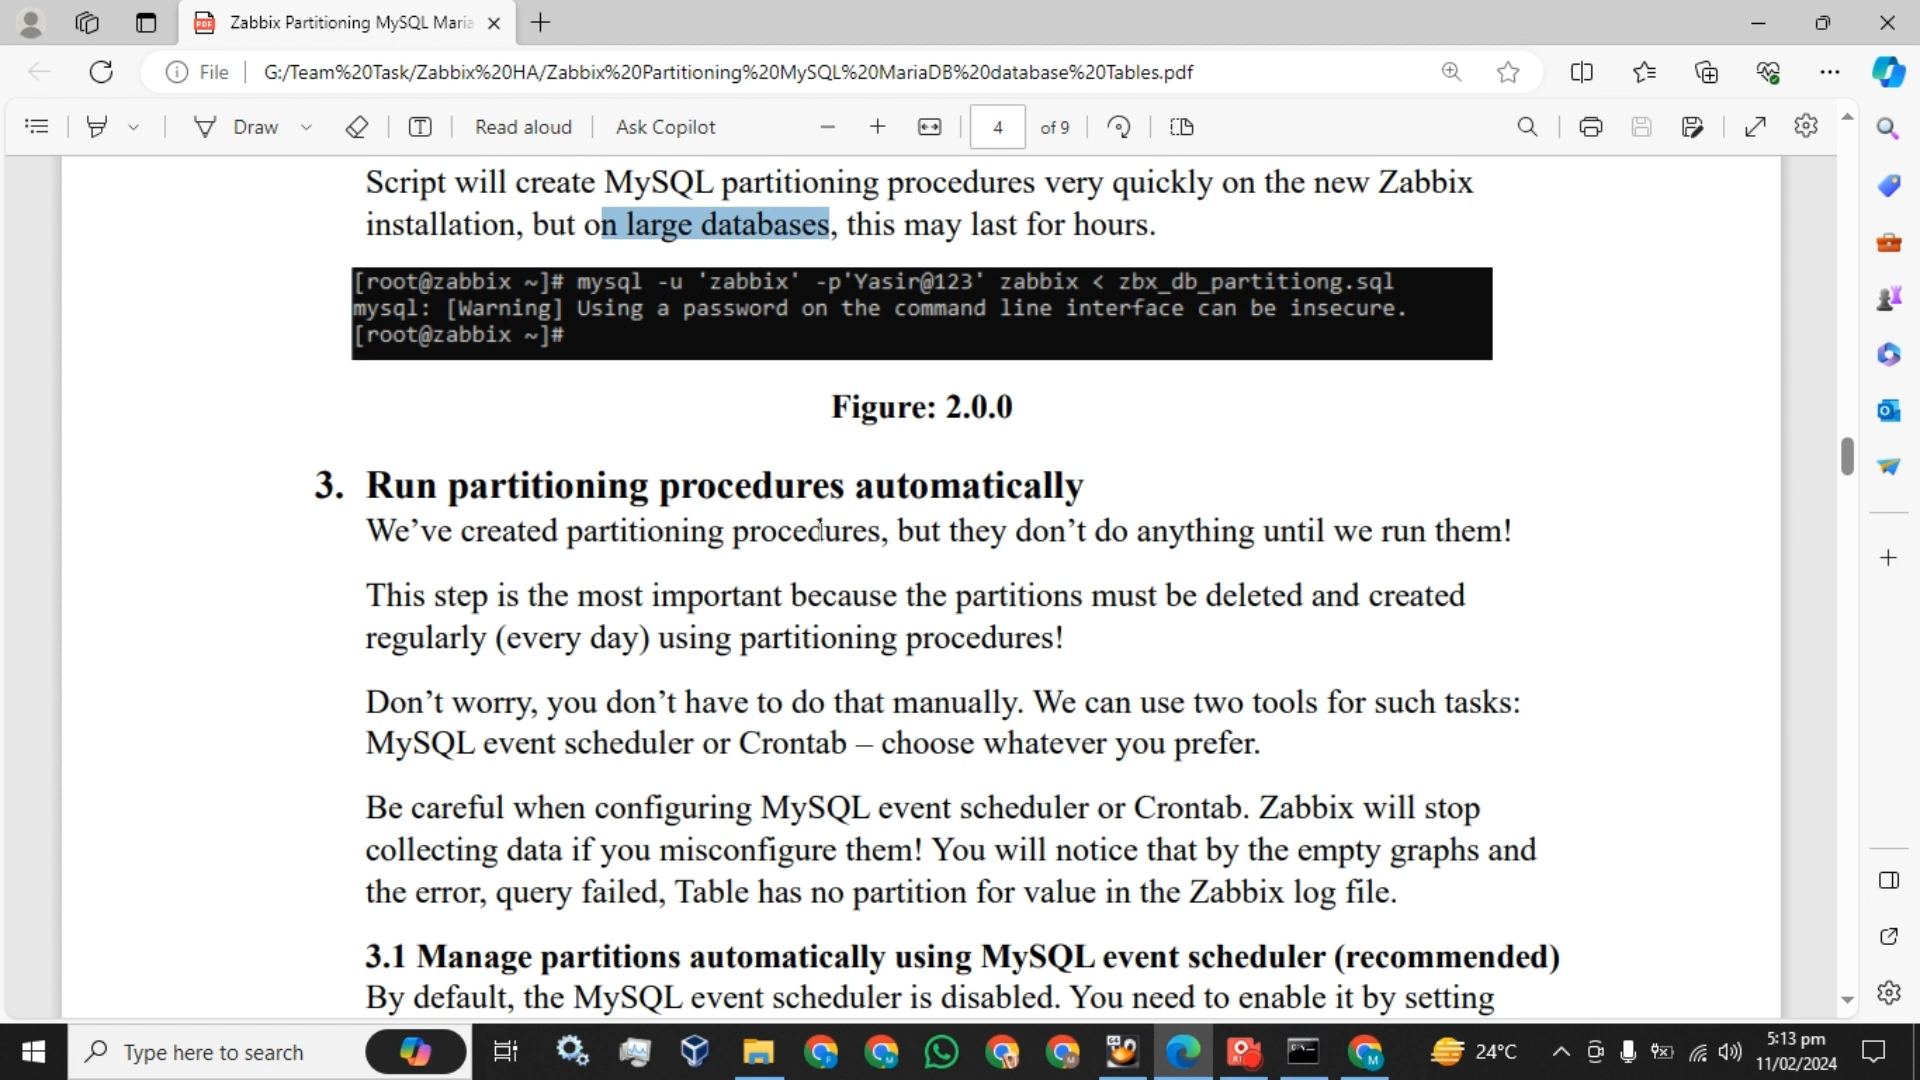 Zabbix Partitioning MySQL Maria
File
G:/Team%20Task/Zabbix%20HA/Zabbix%20Partitioning%20MySQL%20MariaDB%20database%20Tables.pdf
Draw
Read aloud
Ask Copilot
4
of 9
Script will create MySQL partitioning procedures very quickly on the new Zabbix
installation, but on large databases, this may last for hours.
[root@zabbix ~]# mysql -u 'zabbix' -p'Yasir@123' zabbix < zbx_db_partitiong.sql
mysql: [Warning] Using a password on the command line interface can be insecure.
[root@zabbix ~]#
Figure: 2.0.0
3. Run partitioning procedures automatically
We’ve created partitioning procedures, but they don’t do anything until we run them!
This step is the most important because the partitions must be deleted and created
regularly (every day) using partitioning procedures!
Don’t worry, you don’t have to do that manually. We can use two tools for such tasks:
MySQL event scheduler or Crontab – choose whatever you prefer.
Be careful when configuring MySQL event scheduler or Crontab. Zabbix will stop
collecting data if you misconfigure them! You will notice that by the empty graphs and
the error, query failed, Table has no partition for value in the Zabbix log file.
3.1 Manage partitions automatically using MySQL event scheduler (recommended)
By default, the MySQL event scheduler is disabled. You need to enable it by setting
Type here to search
24°C
5:13 pm
11/02/2024